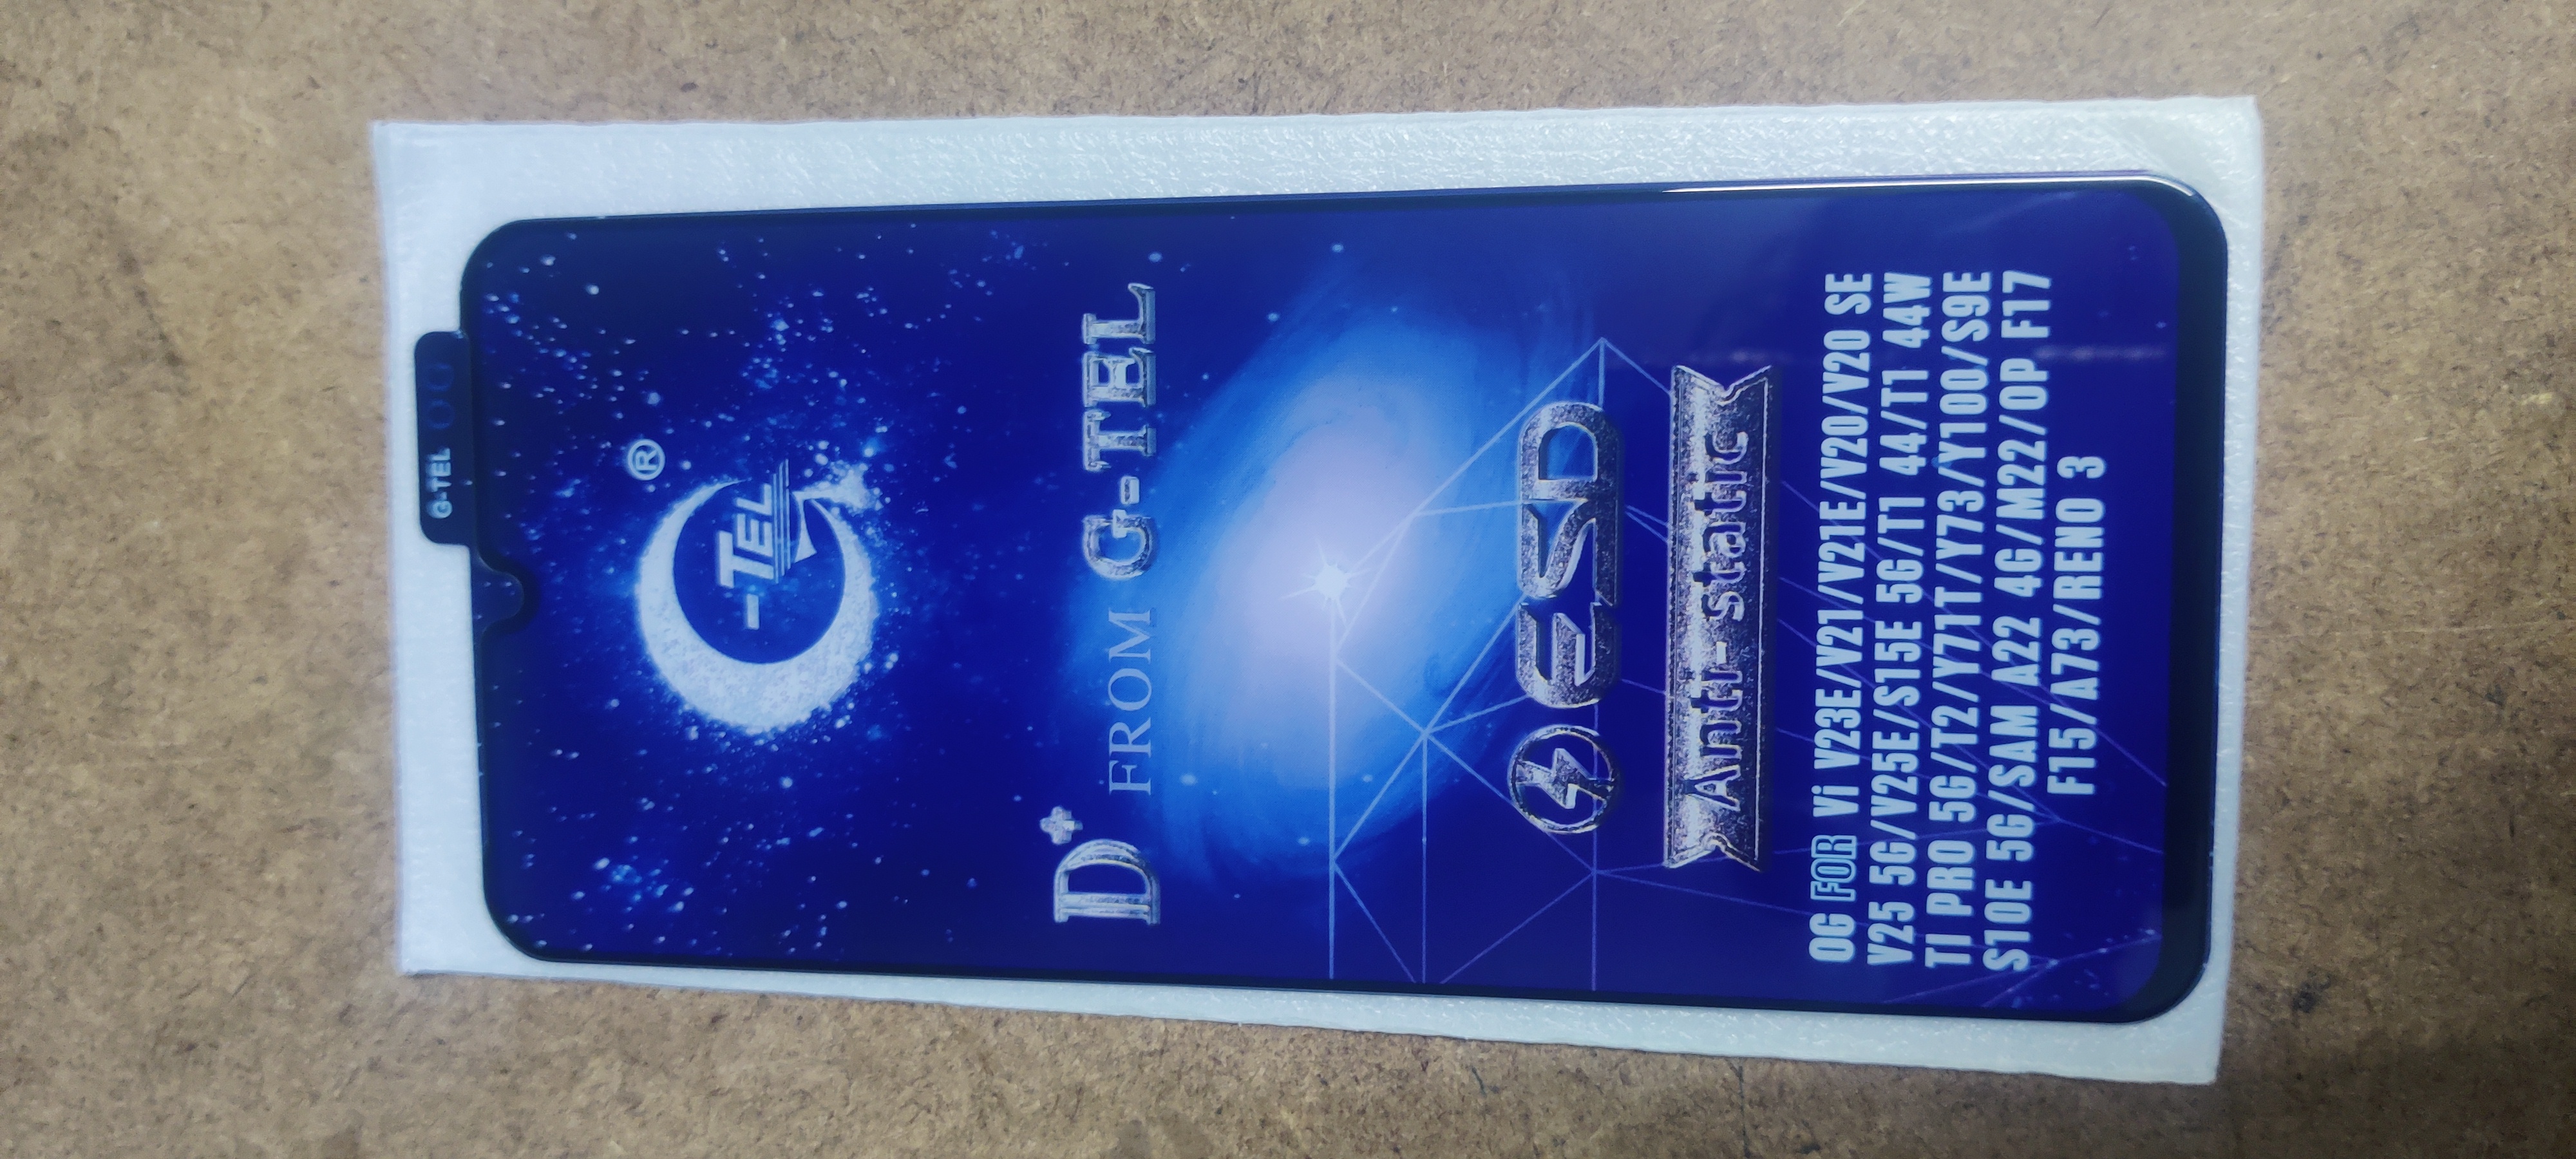 G-TEL OG
®
G-TEL
D+ FROM G-TEL
ESD
Anti-static
OG FOR Vi V23E/V21/V21E/V20/V20 SE
V25 5G/V25E/S15E 5G/T1 44/T1 44W
TI PRO 5G/T2/Y71T/Y73/Y100/S9E
S10E 5G/SAM A22 4G/M22/OP F17
F15/A73/RENO 3